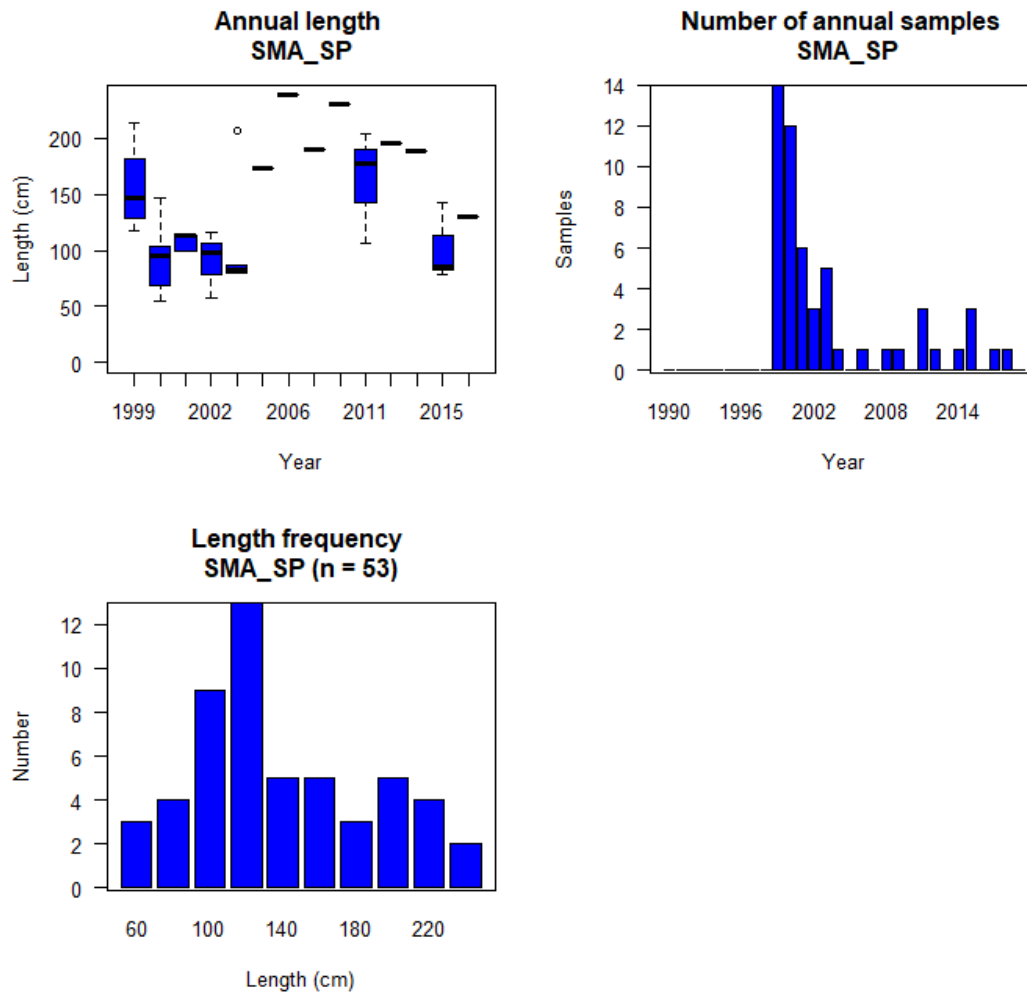 Annual length
SMA_SP
Length (cm)
200
150
100
50
0
1999 2002 2006 2011 2015
Year
Number of annual samples
SMA_SP
Samples
14
12
10
8
6
4
2
0
1990 1996 2002 2008 2014
Year
Length frequency
SMA_SP (n = 53)
Number
12
10
8
6
4
2
0
60 100 140 180 220
Length (cm)